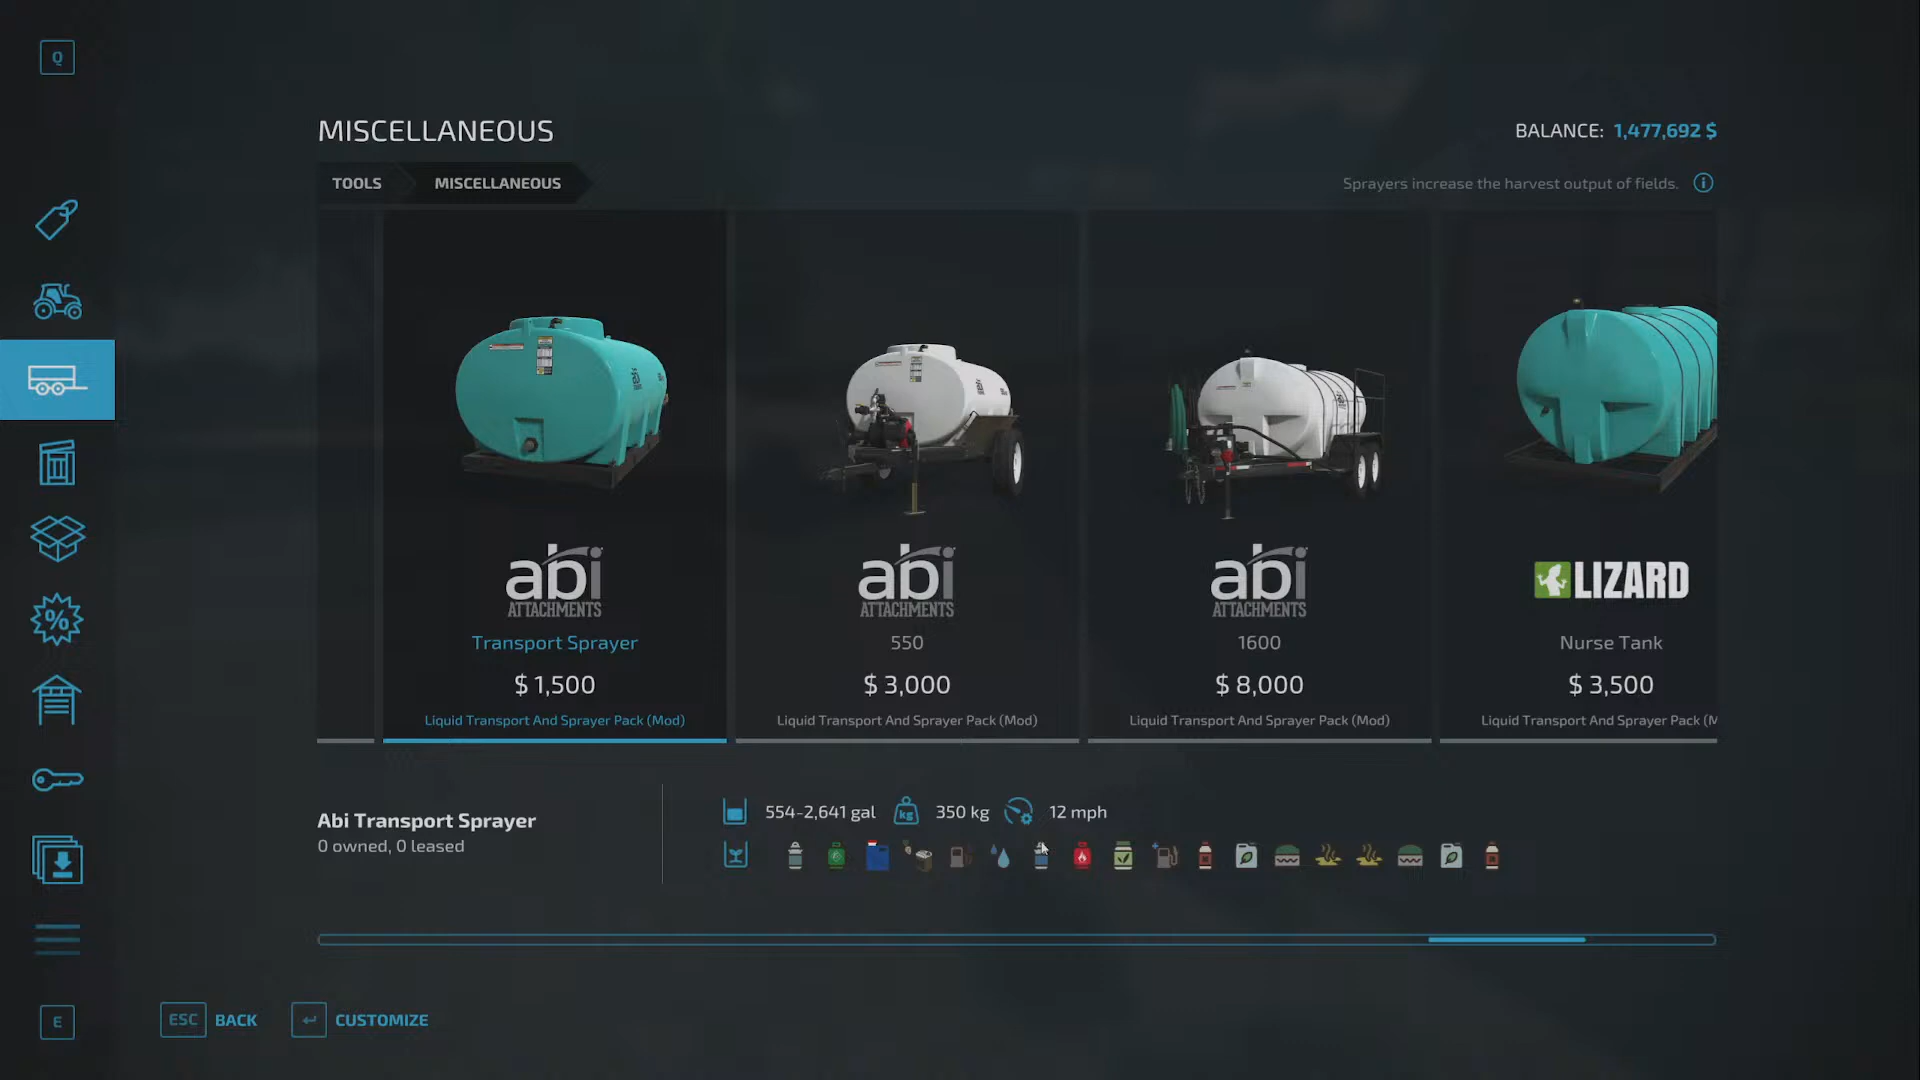 Q
MISCELLANEOUS
BALANCE: 1,477,692 $
TOOLS MISCELLANEOUS
Sprayers increase the harvest output of fields. i
abi ATTACHMENTS
Transport Sprayer
$ 1,500
Liquid Transport And Sprayer Pack (Mod)
abi ATTACHMENTS
550
$ 3,000
Liquid Transport And Sprayer Pack (Mod)
abi ATTACHMENTS
1600
$ 8,000
Liquid Transport And Sprayer Pack (Mod)
LIZARD
Nurse Tank
$ 3,500
Liquid Transport And Sprayer Pack (M
%
Abi Transport Sprayer
0 owned, 0 leased
554-2,641 gal kg 350 kg 12 mph
E
ESC BACK CUSTOMIZE